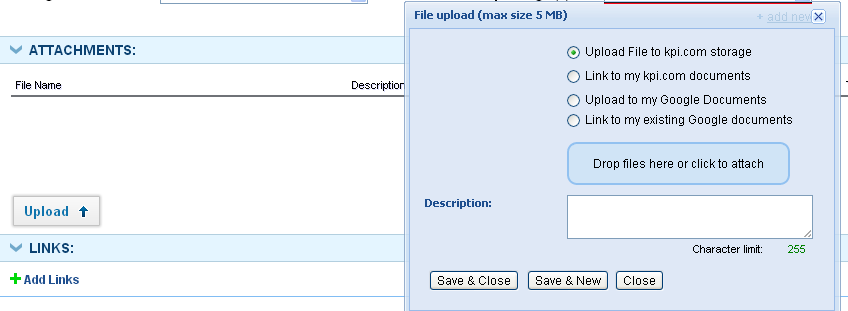 File upload (max size 5 MB)
+ add new
ATTACHMENTS:
Upload File to kpi.com storage
Link to my kpi.com documents
File Name
Description
Upload to my Google Documents
Link to my existing Google documents
Drop files here or click to attach
Upload
Description:
Character limit: 255
LINKS:
Add Links
Save & Close
Save & New
Close